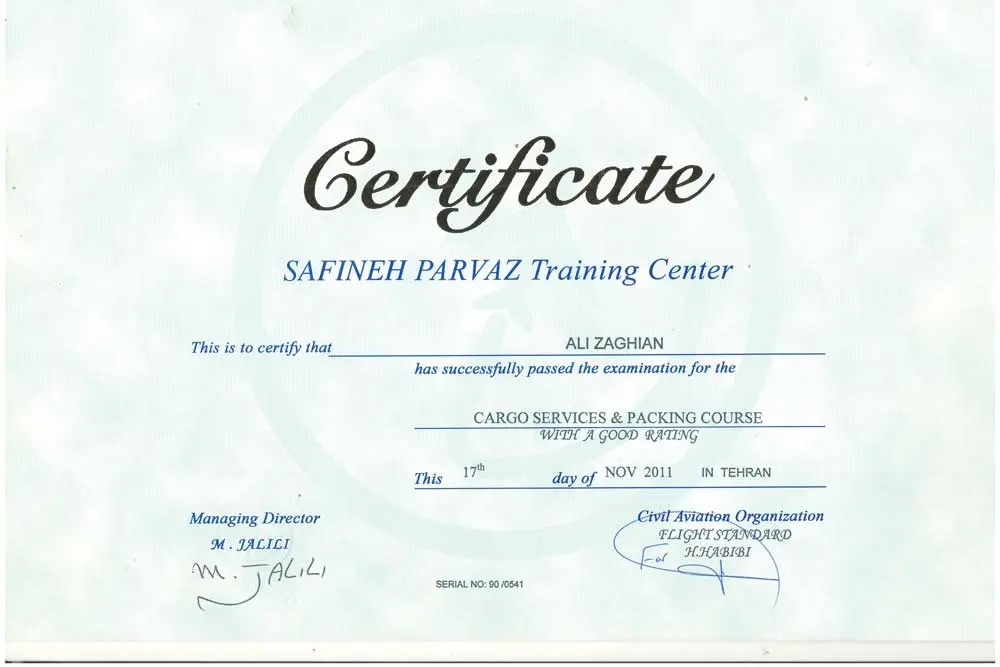 Certificate
SAFINEH PARVAZ Training Center
This is to certify that ALI ZAGHIAN
has successfully passed the examination for the
CARGO SERVICES & PACKING COURSE
WITH A GOOD RATING
This 17th day of NOV 2011 IN TEHRAN
Managing Director
M . JALILI
M. JALILI
Civil Aviation Organization
FLIGHT STANDARD
H.HABIBI
For
SERIAL NO: 90 /0541